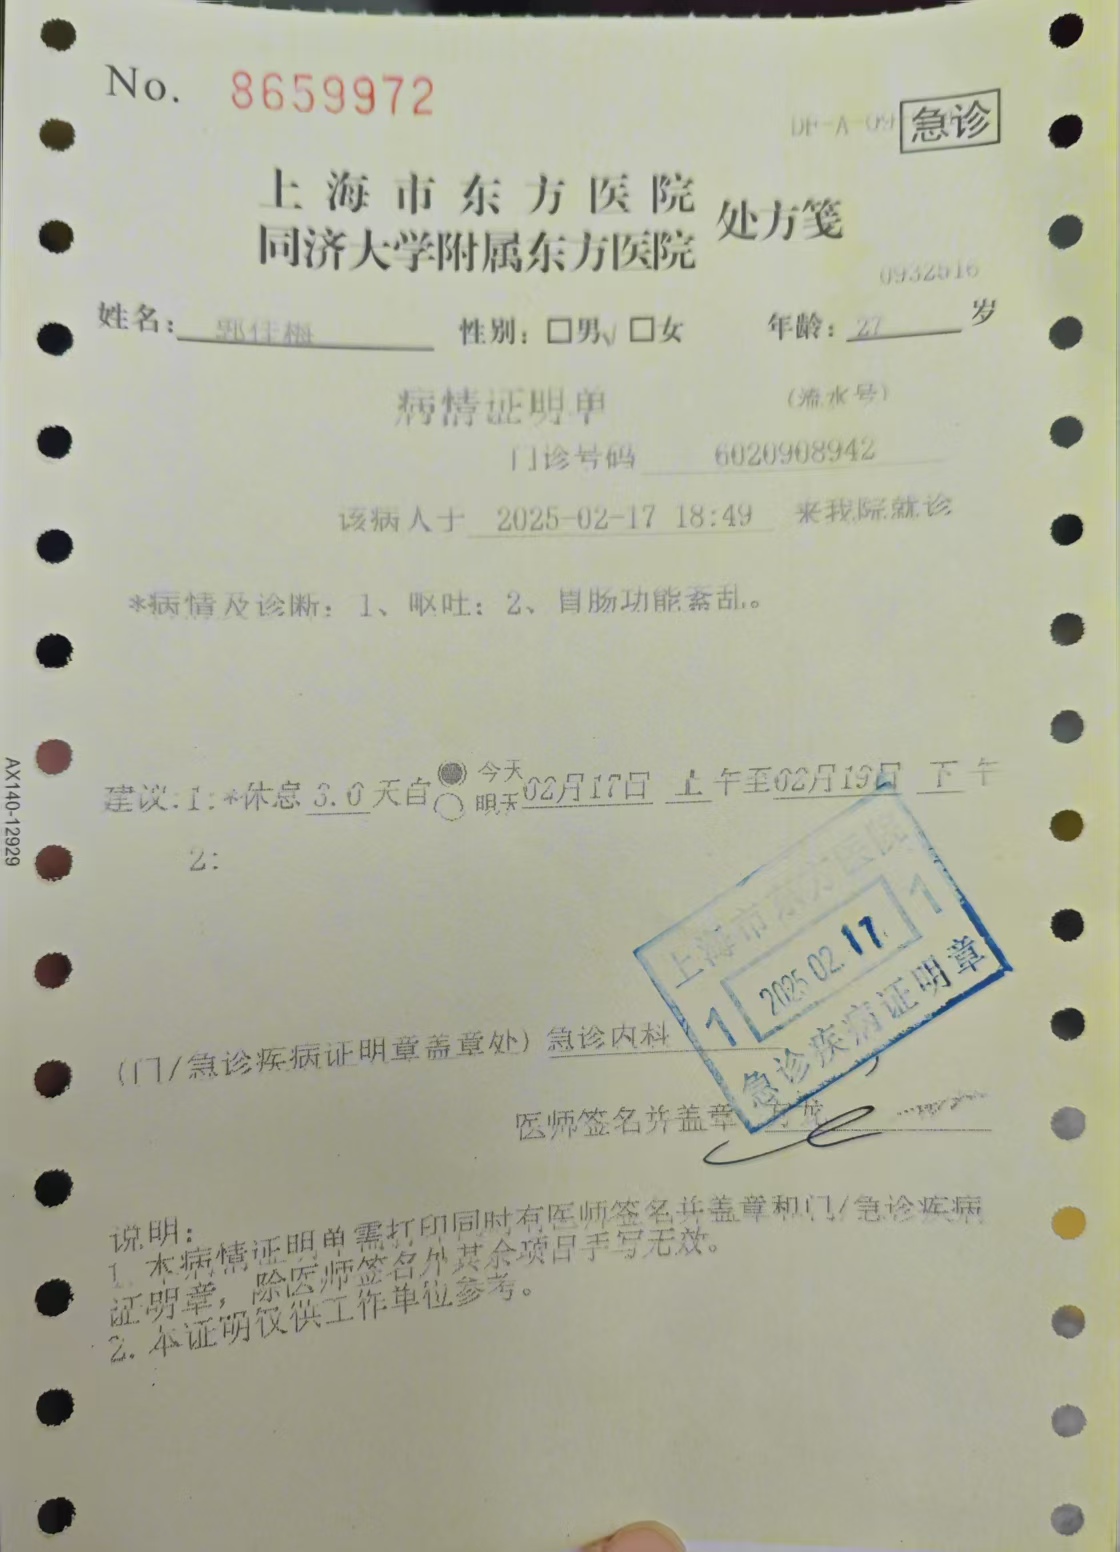 No. 8659972
DF-A-09
急诊
上海市东方医院
同济大学附属东方医院
处方笺
0932516
姓名: 郭仕梅 性别: 口男√ 口女 年龄: 27 岁
病情证明单 (流水号)
门诊号码 6020908942
该病人于 2025-02-17 18:49 来我院就诊
*病情及诊断: 1、呕吐; 2、胃肠功能紊乱。
建议:1:*休息 3.0 天自 今天 明天 02月17日 上 午至02月19日 下 午
2:
上海市东方医院
1 2025.02.17. 1
急诊疾病证明章
(门/急诊疾病证明章盖章处) 急诊内科
医师签名并盖章
说明:
1. 本病情证明单需打印同时有医师签名并盖章和门/急诊疾病
证明章，除医师签名外其余项目手写无效。
2. 本证明仅供工作单位参考。
AX140-12929